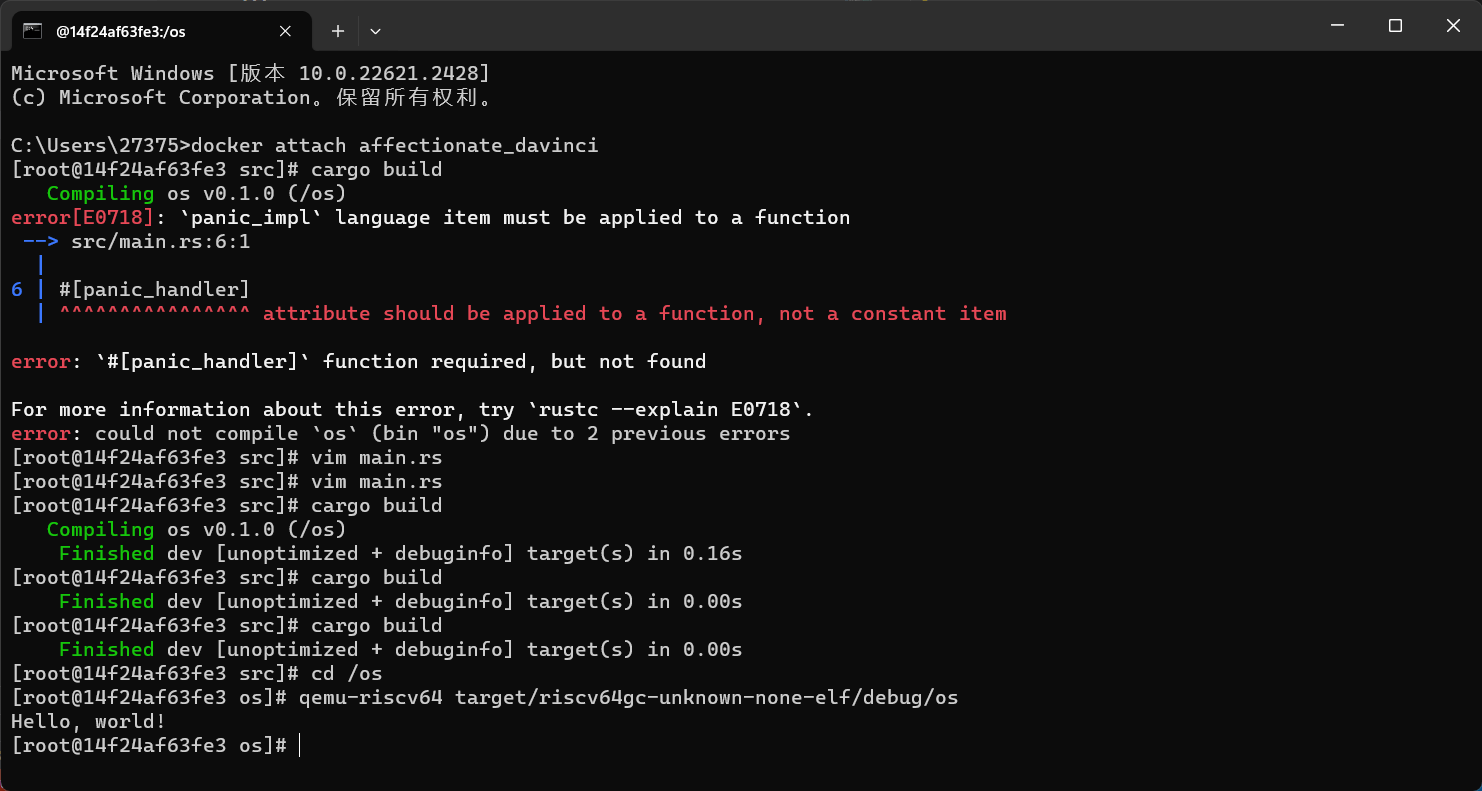 @14f24af63fe3:/os
Microsoft Windows [版本 10.0.22621.2428]
(c) Microsoft Corporation。保留所有权利。
C:\Users\27375>docker attach affectionate_davinci
[root@14f24af63fe3 src]# cargo build
   Compiling os v0.1.0 (/os)
error[E0718]: `panic_impl` language item must be applied to a function
 --> src/main.rs:6:1
  |
6 | #[panic_handler]
  | ^^^^^^^^^^^^^^^^ attribute should be applied to a function, not a constant item
error: `#[panic_handler]` function required, but not found
For more information about this error, try `rustc --explain E0718`.
error: could not compile `os` (bin "os") due to 2 previous errors
[root@14f24af63fe3 src]# vim main.rs
[root@14f24af63fe3 src]# vim main.rs
[root@14f24af63fe3 src]# cargo build
   Compiling os v0.1.0 (/os)
    Finished dev [unoptimized + debuginfo] target(s) in 0.16s
[root@14f24af63fe3 src]# cargo build
    Finished dev [unoptimized + debuginfo] target(s) in 0.00s
[root@14f24af63fe3 src]# cargo build
    Finished dev [unoptimized + debuginfo] target(s) in 0.00s
[root@14f24af63fe3 src]# cd /os
[root@14f24af63fe3 os]# qemu-riscv64 target/riscv64gc-unknown-none-elf/debug/os
Hello, world!
[root@14f24af63fe3 os]#